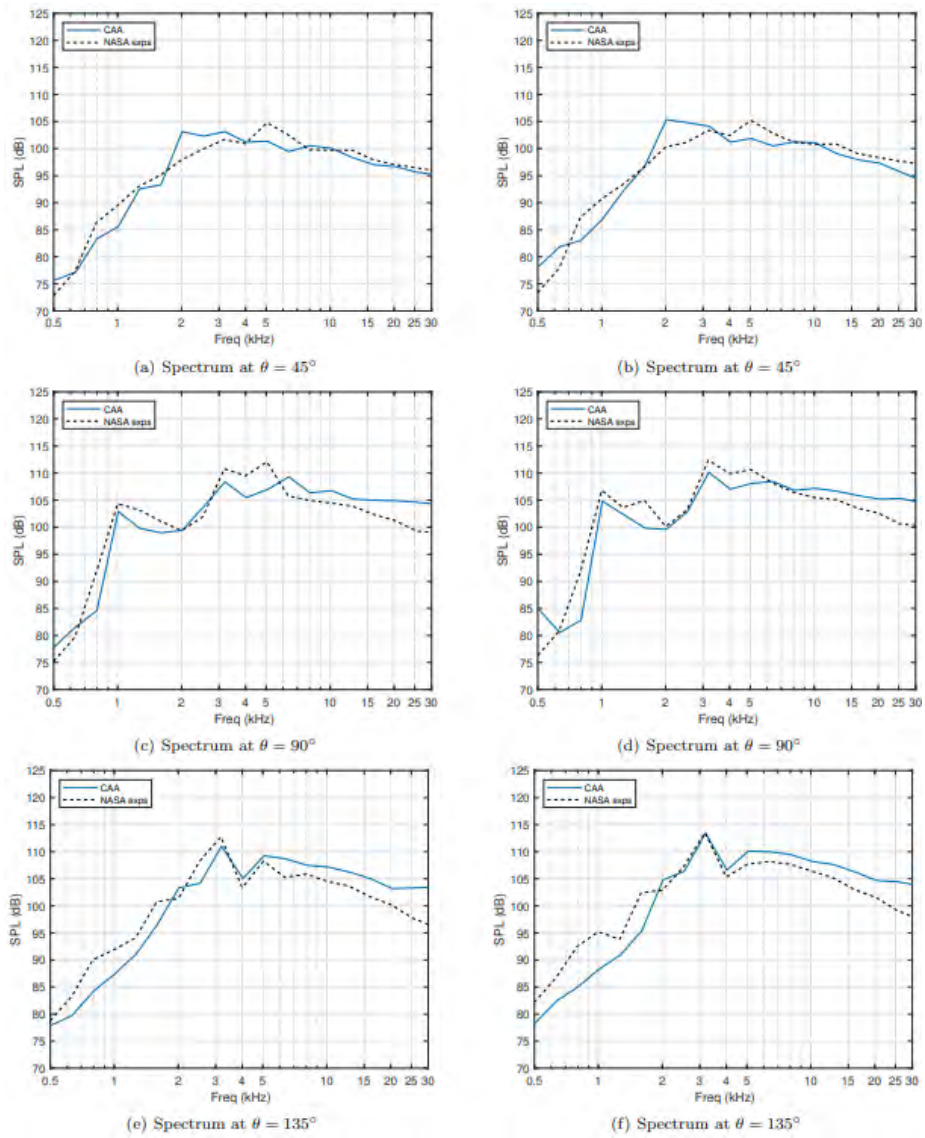 125
120
115
110
105
100
95
90
85
80
75
70
SPL (dB)
CAA
NASA exps
0.5 1 2 3 4 5 10 15 20 25 30
Freq (kHz)
(a) Spectrum at θ = 45°
125
120
115
110
105
100
95
90
85
80
75
70
SPL (dB)
CAA
NASA exps
0.5 1 2 3 4 5 10 15 20 25 30
Freq (kHz)
(b) Spectrum at θ = 45°
125
120
115
110
105
100
95
90
85
80
75
70
SPL (dB)
CAA
NASA exps
0.5 1 2 3 4 5 10 15 20 25 30
Freq (kHz)
(c) Spectrum at θ = 90°
125
120
115
110
105
100
95
90
85
80
75
70
SPL (dB)
CAA
NASA exps
0.5 1 2 3 4 5 10 15 20 25 30
Freq (kHz)
(d) Spectrum at θ = 90°
125
120
115
110
105
100
95
90
85
80
75
70
SPL (dB)
CAA
NASA exps
0.5 1 2 3 4 5 10 15 20 25 30
Freq (kHz)
(e) Spectrum at θ = 135°
125
120
115
110
105
100
95
90
85
80
75
70
SPL (dB)
CAA
NASA exps
0.5 1 2 3 4 5 10 15 20 25 30
Freq (kHz)
(f) Spectrum at θ = 135°